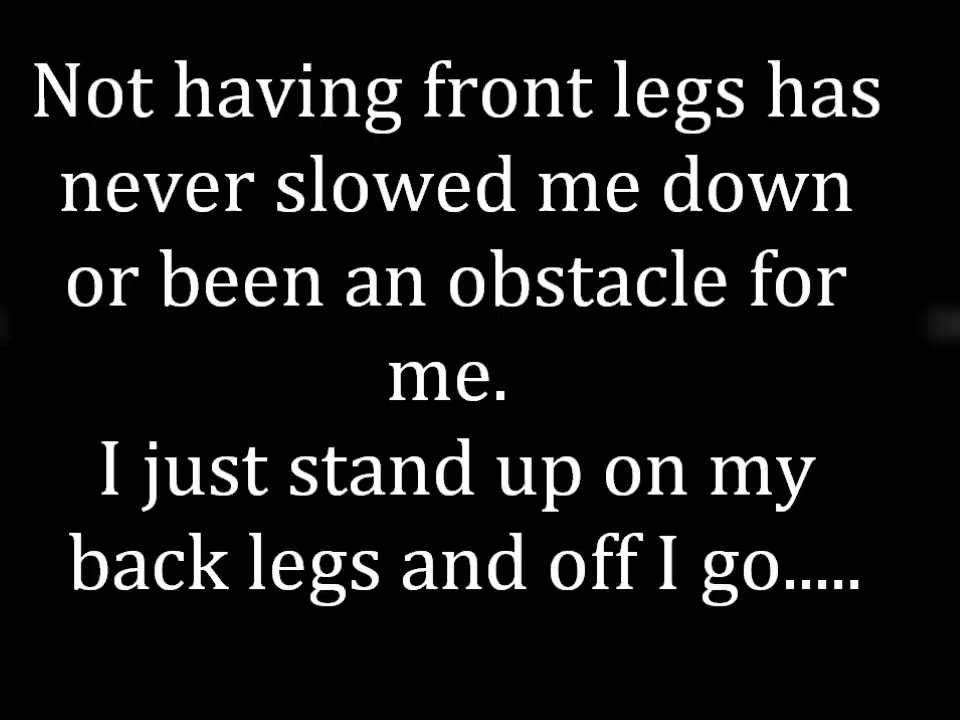 Not having front legs has
never slowed me down
or been an obstacle for
me.
I just stand up on my
back legs and off I go.....